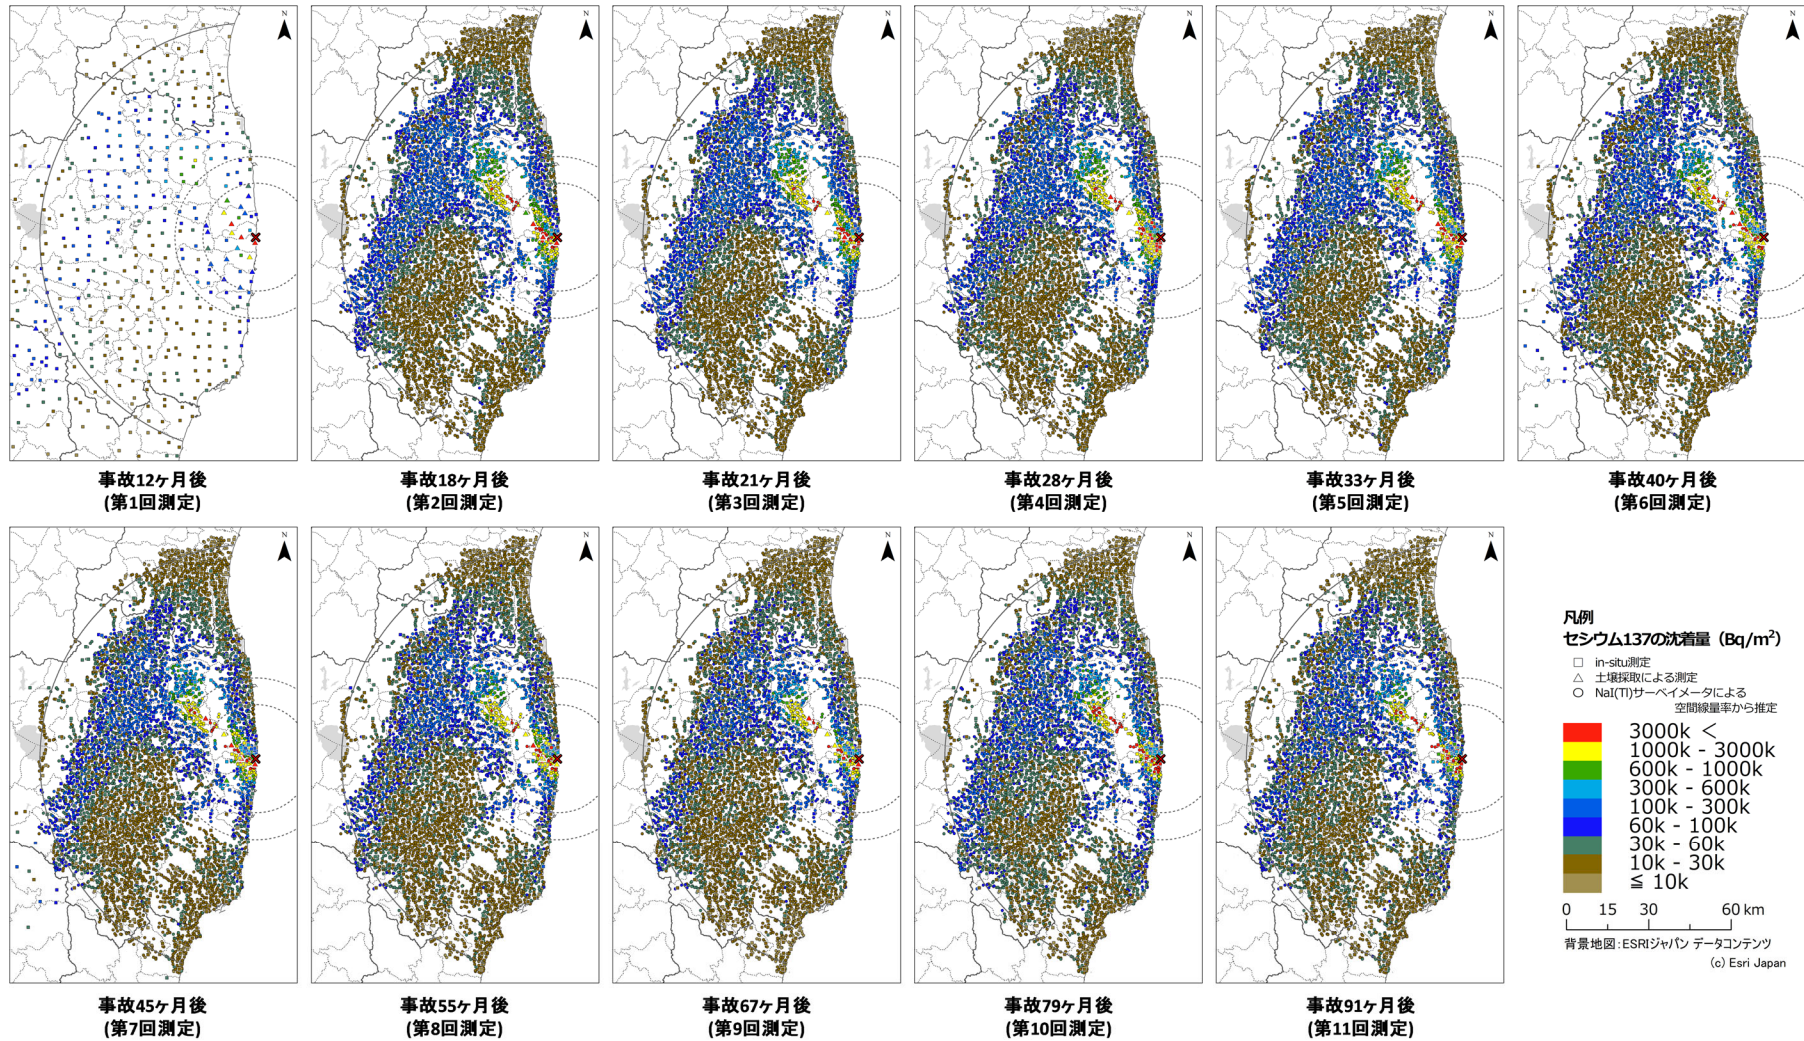 N
N
N
N
N
N
事故12ヶ月後
(第1回測定)
事故18ヶ月後
(第2回測定)
事故21ヶ月後
(第3回測定)
事故28ヶ月後
(第4回測定)
事故33ヶ月後
(第5回測定)
事故40ヶ月後
(第6回測定)
N
N
N
N
N
事故45ヶ月後
(第7回測定)
事故55ヶ月後
(第8回測定)
事故67ヶ月後
(第9回測定)
事故79ヶ月後
(第10回測定)
事故91ヶ月後
(第11回測定)
凡例
セシウム137の沈着量（Bq/m²）
□ in-situ測定
△ 土壌採取による測定
○ NaI(Tl)サーベイメータによる
空間線量率から推定
3000k <
1000k - 3000k
600k - 1000k
300k - 600k
100k - 300k
60k - 100k
30k - 60k
10k - 30k
≦ 10k
0 15 30 60 km
背景地図：ESRIジャパン データコンテンツ
(c) Esri Japan